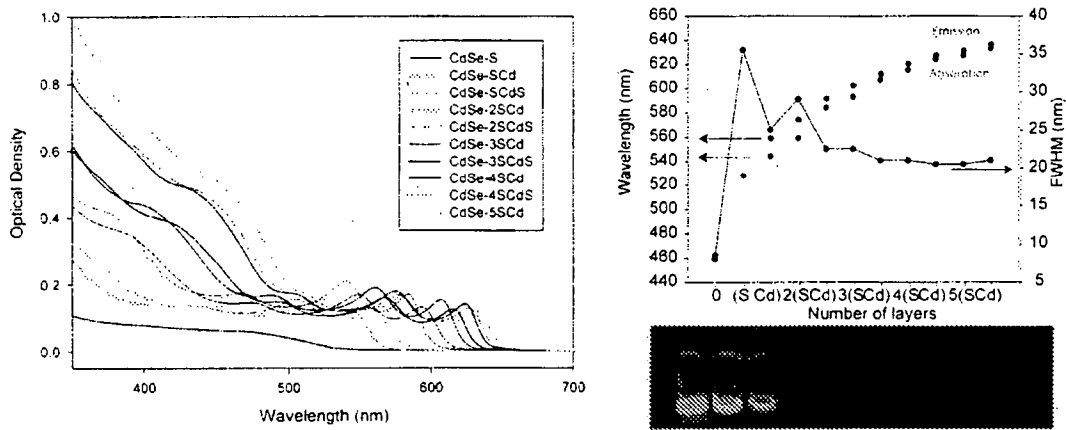 1.0
0.8
0.6
0.4
0.2
0.0
Optical Density
400 500 600 700
Wavelength (nm)
CdSe-S
CdSe-SCd
CdSe-SCdS
CdSe-2SCd
CdSe-2SCdS
CdSe-3SCd
CdSe-3SCdS
CdSe-4SCd
CdSe-4SCdS
CdSe-5SCd
660
640
620
600
580
560
540
520
500
480
460
440
Wavelength (nm)
Emission
Absorption
40
35
30
25
20
15
10
5
FWHM (nm)
0 (S Cd) 2(SCd) 3(SCd) 4(SCd) 5(SCd)
Number of layers